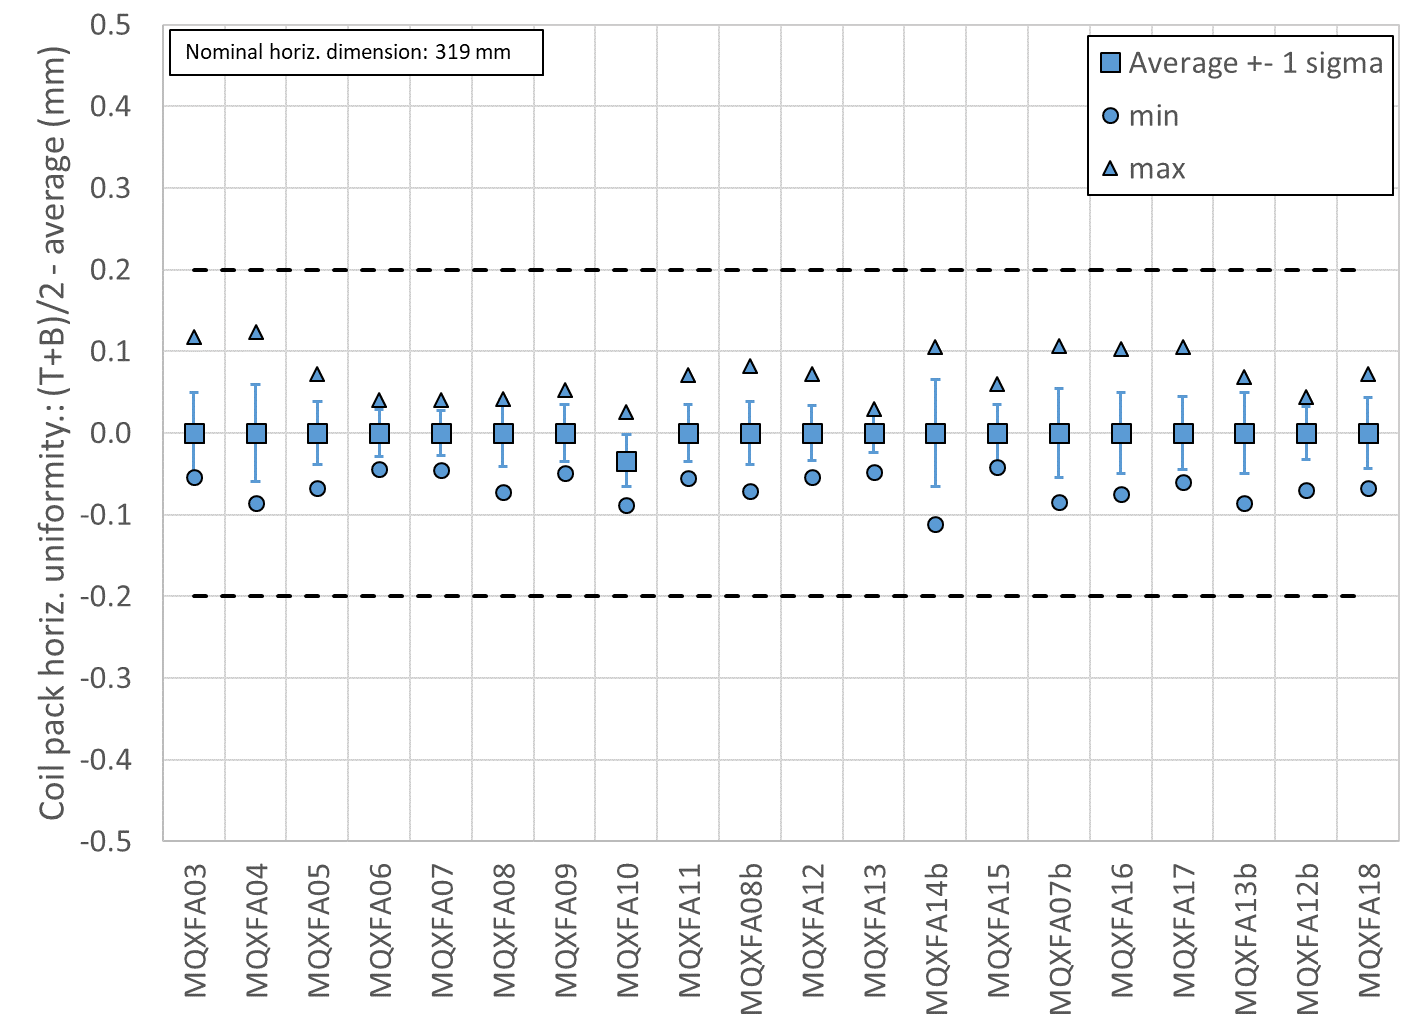 Coil pack horiz. uniformity.: (T+B)/2 - average (mm)
0.5
0.4
0.3
0.2
0.1
0.0
-0.1
-0.2
-0.3
-0.4
-0.5
Nominal horiz. dimension: 319 mm
Average +- 1 sigma
min
max
MQXFA03
MQXFA04
MQXFA05
MQXFA06
MQXFA07
MQXFA08
MQXFA09
MQXFA10
MQXFA11
MQXFA08b
MQXFA12
MQXFA13
MQXFA14b
MQXFA15
MQXFA07b
MQXFA16
MQXFA17
MQXFA13b
MQXFA12b
MQXFA18